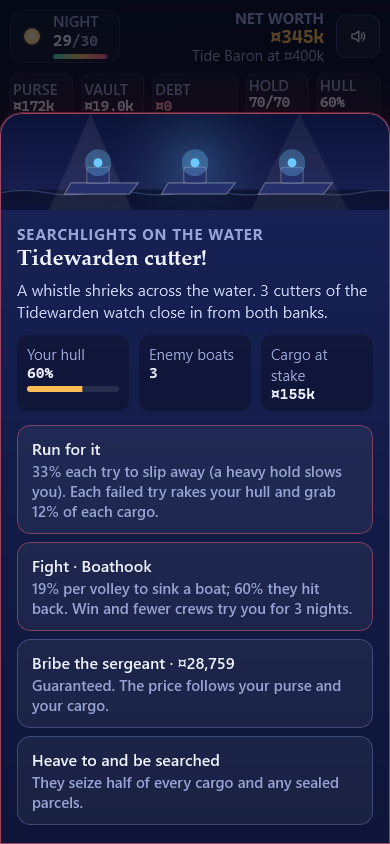 NIGHT
29/30
NET WORTH
¤345k
Tide Baron at ¤400k
PURSE
¤172k
VAULT
¤19.0k
DEBT
¤0
HOLD
70/70
HULL
60%
SEARCHLIGHTS ON THE WATER
Tidewarden cutter!
A whistle shrieks across the water. 3 cutters of the
Tidewarden watch close in from both banks.
Your hull
60%
Enemy boats
3
Cargo at
stake
¤155k
Run for it
33% each try to slip away (a heavy hold slows
you). Each failed try rakes your hull and grab
12% of each cargo.
Fight · Boathook
19% per volley to sink a boat; 60% they hit
back. Win and fewer crews try you for 3 nights.
Bribe the sergeant · ¤28,759
Guaranteed. The price follows your purse and
your cargo.
Heave to and be searched
They seize half of every cargo and any sealed
parcels.